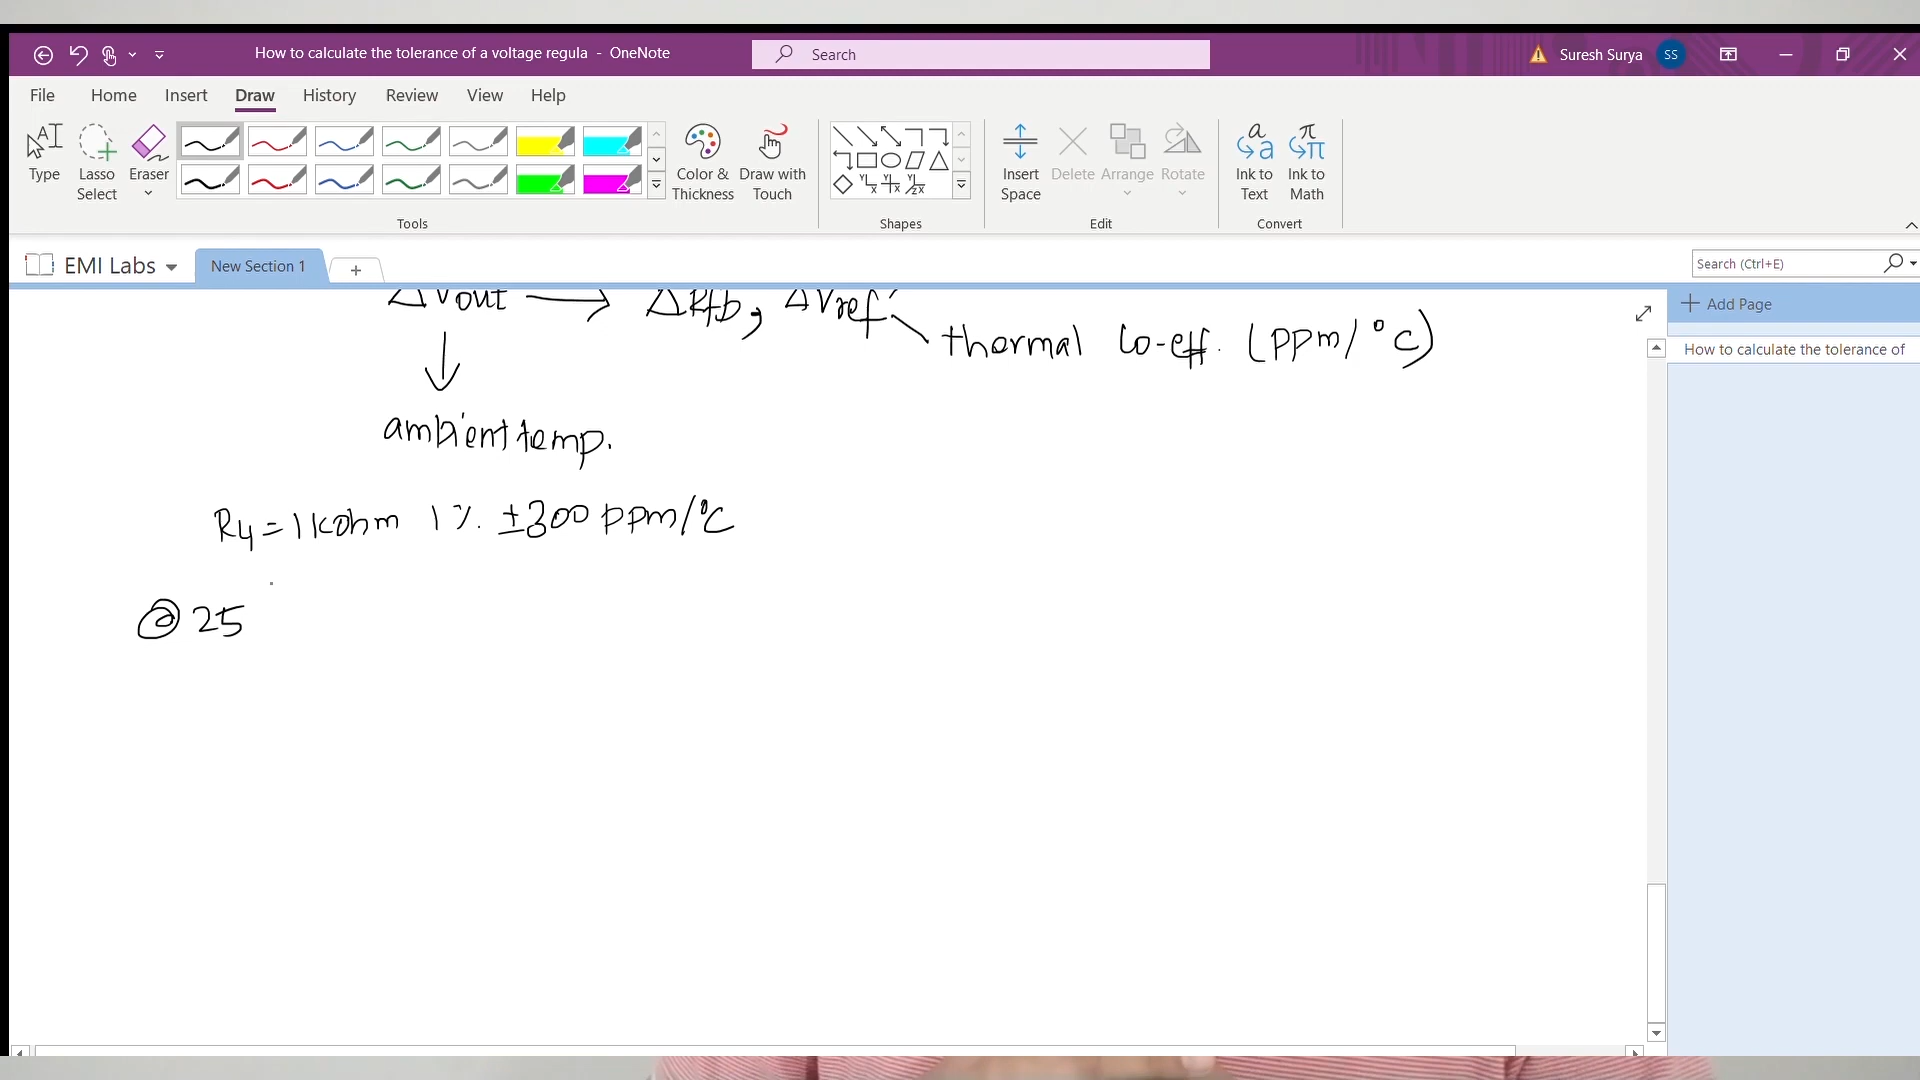 How to calculate the tolerance of a voltage regula - OneNote
Search
Suresh Surya SS
File Home Insert Draw History Review View Help
Type
Lasso Select
Eraser
Color & Thickness
Draw with Touch
Insert Space
Delete
Arrange
Rotate
Ink to Text
Ink to Math
Tools Shapes Edit Convert
EMI Labs New Section 1 +
Search (Ctrl+E)
Add Page
How to calculate the tolerance of
ΔVout → ΔRfb, ΔVref
thermal co-eff. (PPm/°C)
ambient temp.
R4 = 1Kohm 1%. ±300 ppm/°C
@ 25